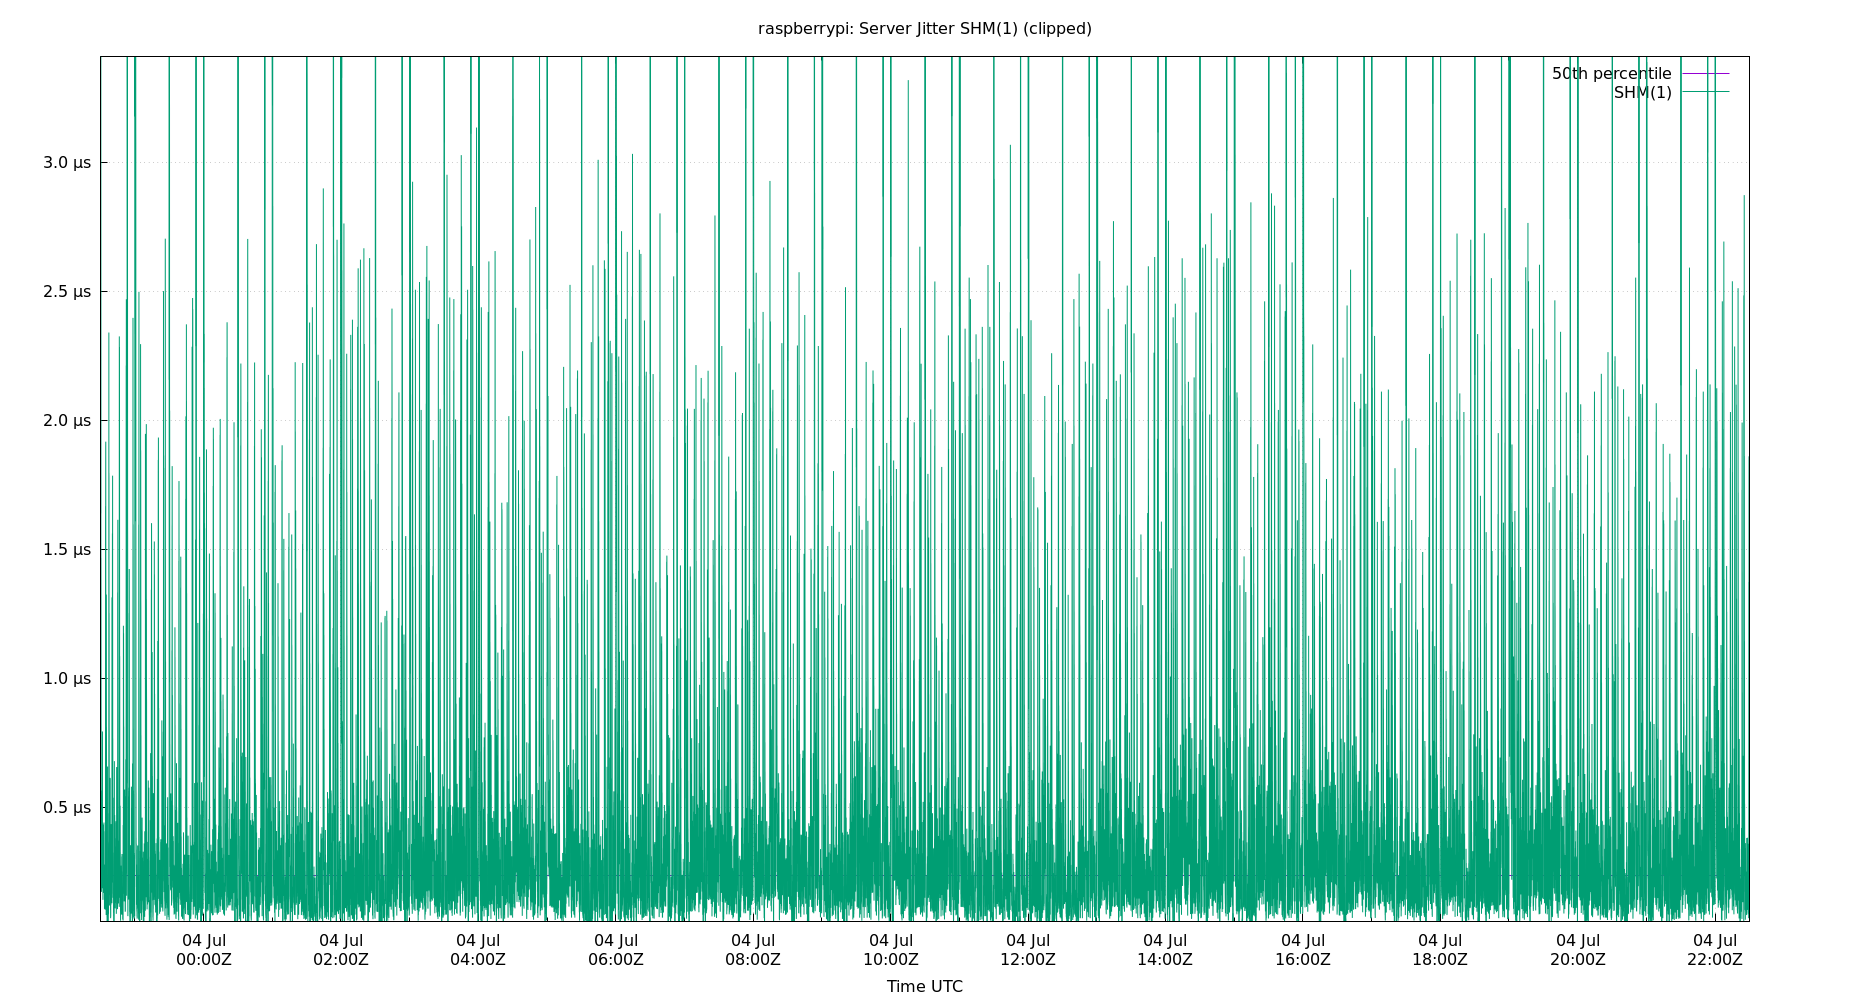 raspberrypi: Server Jitter SHM(1) (clipped)
50th percentile
SHM(1)
3.0 µs
2.5 µs
2.0 µs
1.5 µs
1.0 µs
0.5 µs
04 Jul 04 Jul 04 Jul 04 Jul 04 Jul 04 Jul 04 Jul 04 Jul 04 Jul 04 Jul 04 Jul 04 Jul
00:00Z 02:00Z 04:00Z 06:00Z 08:00Z 10:00Z 12:00Z 14:00Z 16:00Z 18:00Z 20:00Z 22:00Z
Time UTC